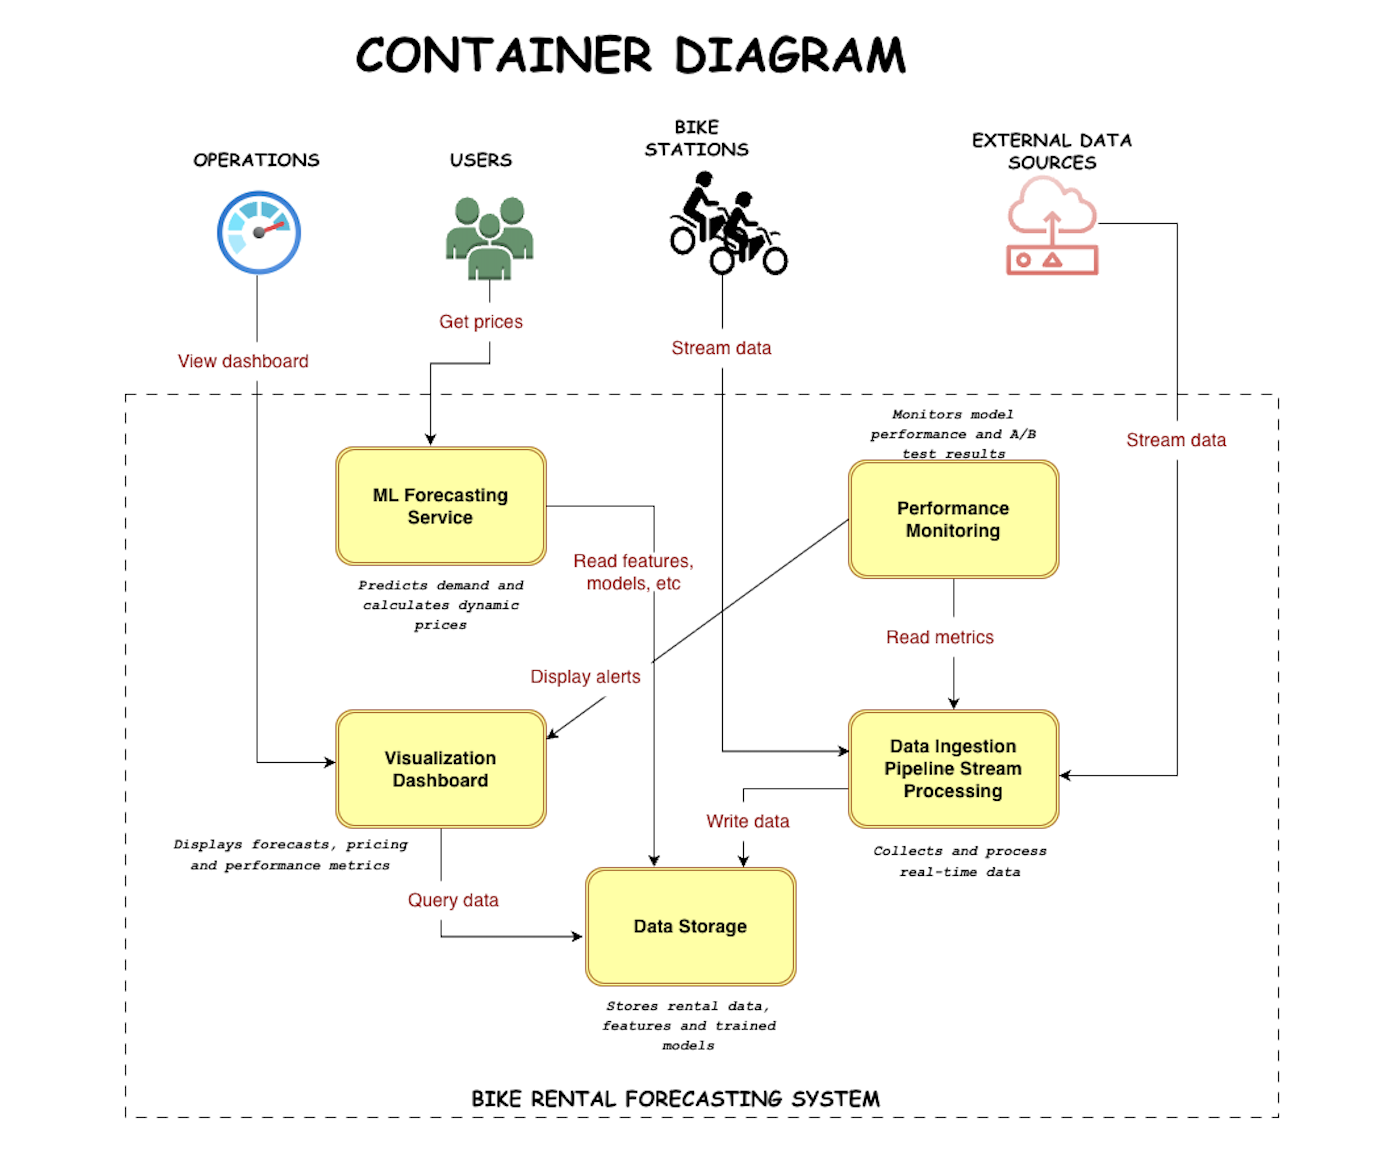 CONTAINER DIAGRAM
OPERATIONS
USERS
BIKE
STATIONS
EXTERNAL DATA
SOURCES
Get prices
View dashboard
Stream data
Stream data
Monitors model
performance and A/B
test results
ML Forecasting
Service
Performance
Monitoring
Predicts demand and
calculates dynamic
prices
Read features,
models, etc
Read metrics
Display alerts
Visualization
Dashboard
Data Ingestion
Pipeline Stream
Processing
Displays forecasts, pricing
and performance metrics
Write data
Collects and process
real-time data
Query data
Data Storage
Stores rental data,
features and trained
models
BIKE RENTAL FORECASTING SYSTEM